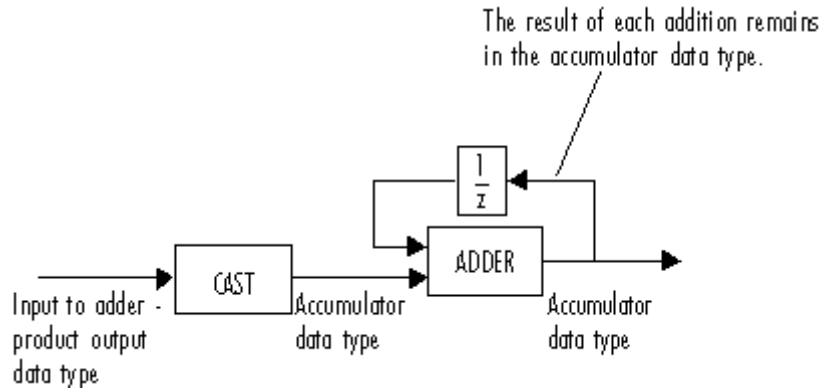 The result of each addition remains
in the accumulator data type.
1
z
ADDER
CAST
Input to adder -
product output
data type
Accumulator
data type
Accumulator
data type